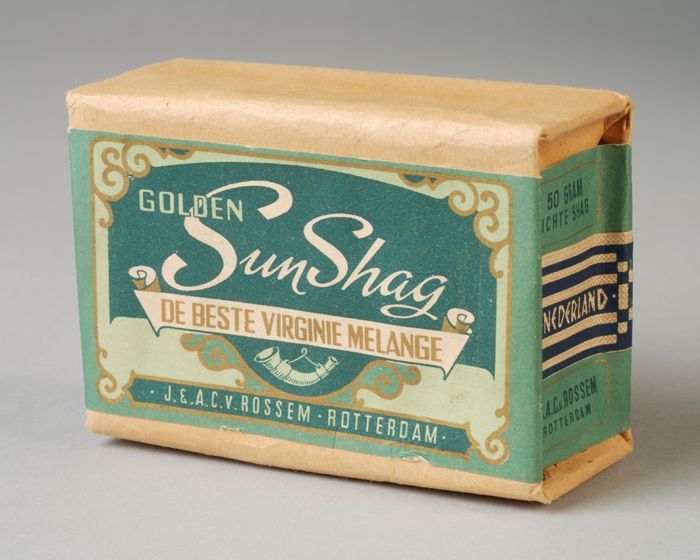 GOLDEN
SunShag
DE BESTE VIRGINIE MELANGE
· J. & A.C.v. ROSSEM · ROTTERDAM ·
50 GRAM
ICHTE SHAG
NEDERLAND ·
.A.C.v.ROSSEM
ROTTERDAM